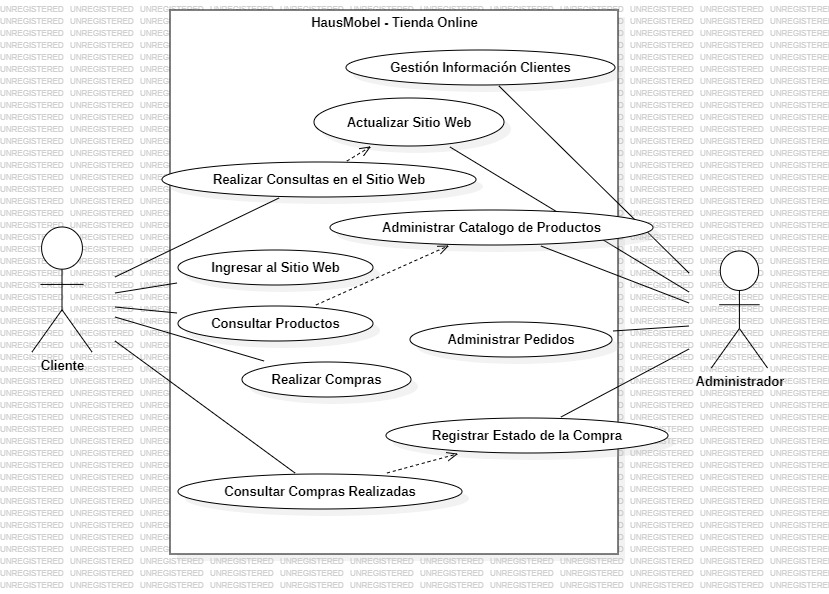 HausMobel - Tienda Online
Gestión Información Clientes
Actualizar Sitio Web
Realizar Consultas en el Sitio Web
Administrar Catalogo de Productos
Ingresar al Sitio Web
Consultar Productos
Administrar Pedidos
Cliente
Realizar Compras
Administrador
Registrar Estado de la Compra
Consultar Compras Realizadas
UNREGISTERED